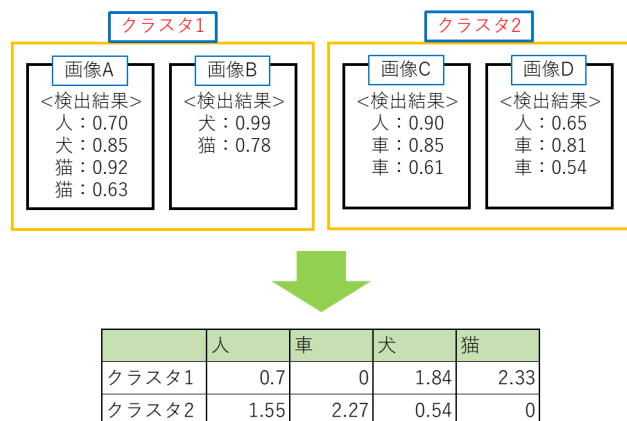 クラスタ1
画像A
<検出結果>
人：0.70
犬：0.85
猫：0.92
猫：0.63
画像B
<検出結果>
犬：0.99
猫：0.78
クラスタ2
画像C
<検出結果>
人：0.90
車：0.85
車：0.61
画像D
<検出結果>
人：0.65
車：0.81
車：0.54
人 車 犬 猫
クラスタ1 0.7 0 1.84 2.33
クラスタ2 1.55 2.27 0.54 0